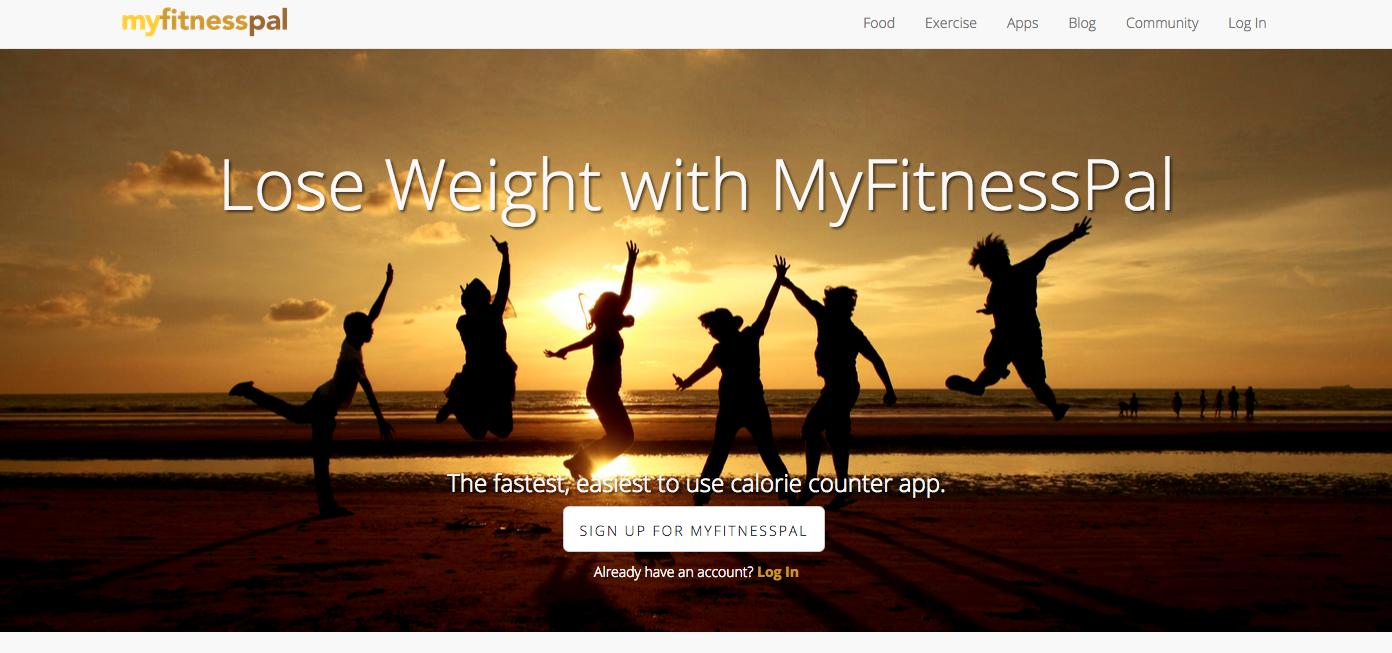 myfitnesspal
Food Exercise Apps Blog Community Log In
Lose Weight with MyFitnessPal
The fastest, easiest to use calorie counter app.
SIGN UP FOR MYFITNESSPAL
Already have an account? Log In